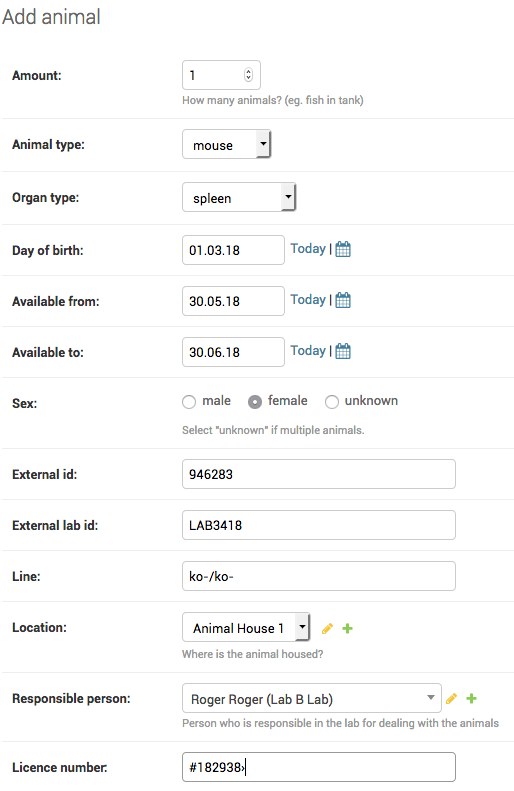 Add animal
Amount: 1
How many animals? (eg. fish in tank)
Animal type: mouse
Organ type: spleen
Day of birth: 01.03.18 Today |
Available from: 30.05.18 Today |
Available to: 30.06.18 Today |
Sex: male female unknown
Select "unknown" if multiple animals.
External id: 946283
External lab id: LAB3418
Line: ko-/ko-
Location: Animal House 1
Where is the animal housed?
Responsible person: Roger Roger (Lab B Lab)
Person who is responsible in the lab for dealing with the animals
Licence number: #182938›